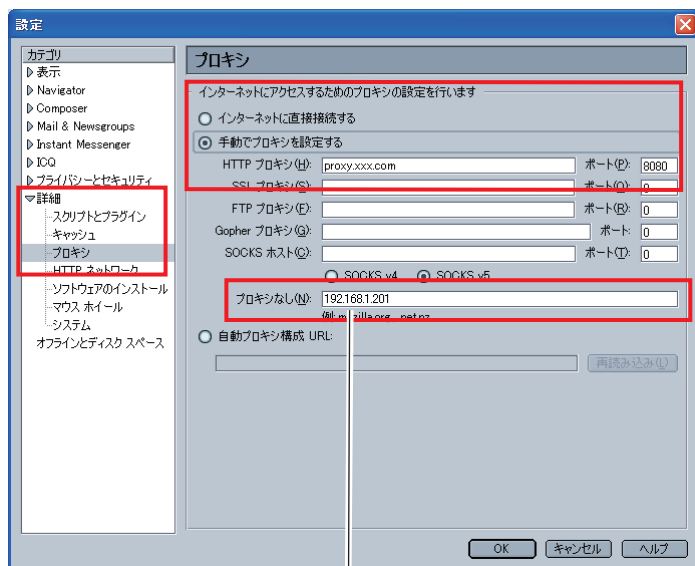 設定
カテゴリ
表示
Navigator
Composer
Mail & Newsgroups
Instant Messenger
ICQ
プライバシーとセキュリティ
詳細
スクリプトとプラグイン
キャッシュ
プロキシ
HTTP ネットワーク
ソフトウェアのインストール
マウス ホイール
システム
オフラインとディスク スペース
プロキシ
インターネットにアクセスするためのプロキシの設定を行います
インターネットに直接接続する
手動でプロキシを設定する
HTTP プロキシ(H): proxy.xxx.com ポート(P): 8080
SSL プロキシ(S): ポート(O): 0
FTP プロキシ(F): ポート(R): 0
Gopher プロキシ(G): ポート: 0
SOCKS ホスト(C): ポート(T): 0
SOCKS v4 SOCKS v5
プロキシなし(N): 192.168.1.201
例: mozilla.org, .net.nz
自動プロキシ構成 URL:
再読み込み(L)
OK キャンセル ヘルプ